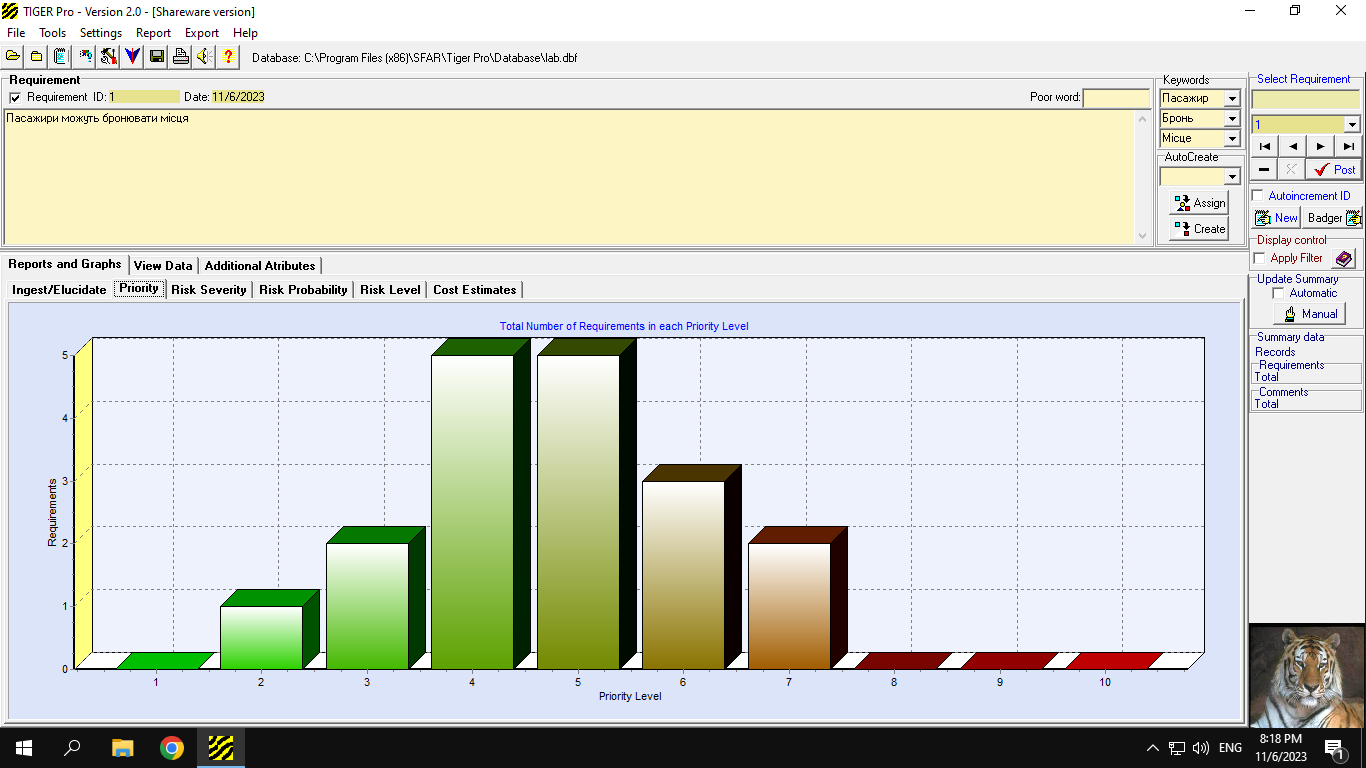 TIGER Pro - Version 2.0 - [Shareware version]
File Tools Settings Report Export Help
Database: C:\Program Files (x86)\SFAR\Tiger Pro\Database\lab.dbf
Requirement
Requirement ID: 1 Date: 11/6/2023 Poor word:
Пасажири можуть бронювати місця
Keywords
Пасажир
Бронь
Місце
AutoCreate
Assign
Create
Select Requirement
1
Post
Autoincrement ID
New Badger
Display control
Apply Filter
Update Summary
Automatic
Manual
Summary data
Records
Requirements
Total
Comments
Total
Reports and Graphs View Data Additional Atributes
Ingest/Elucidate Priority Risk Severity Risk Probability Risk Level Cost Estimates
Total Number of Requirements in each Priority Level
Requirements
5
4
3
2
1
0
1 2 3 4 5 6 7 8 9 10
Priority Level
ENG
8:18 PM
11/6/2023
1